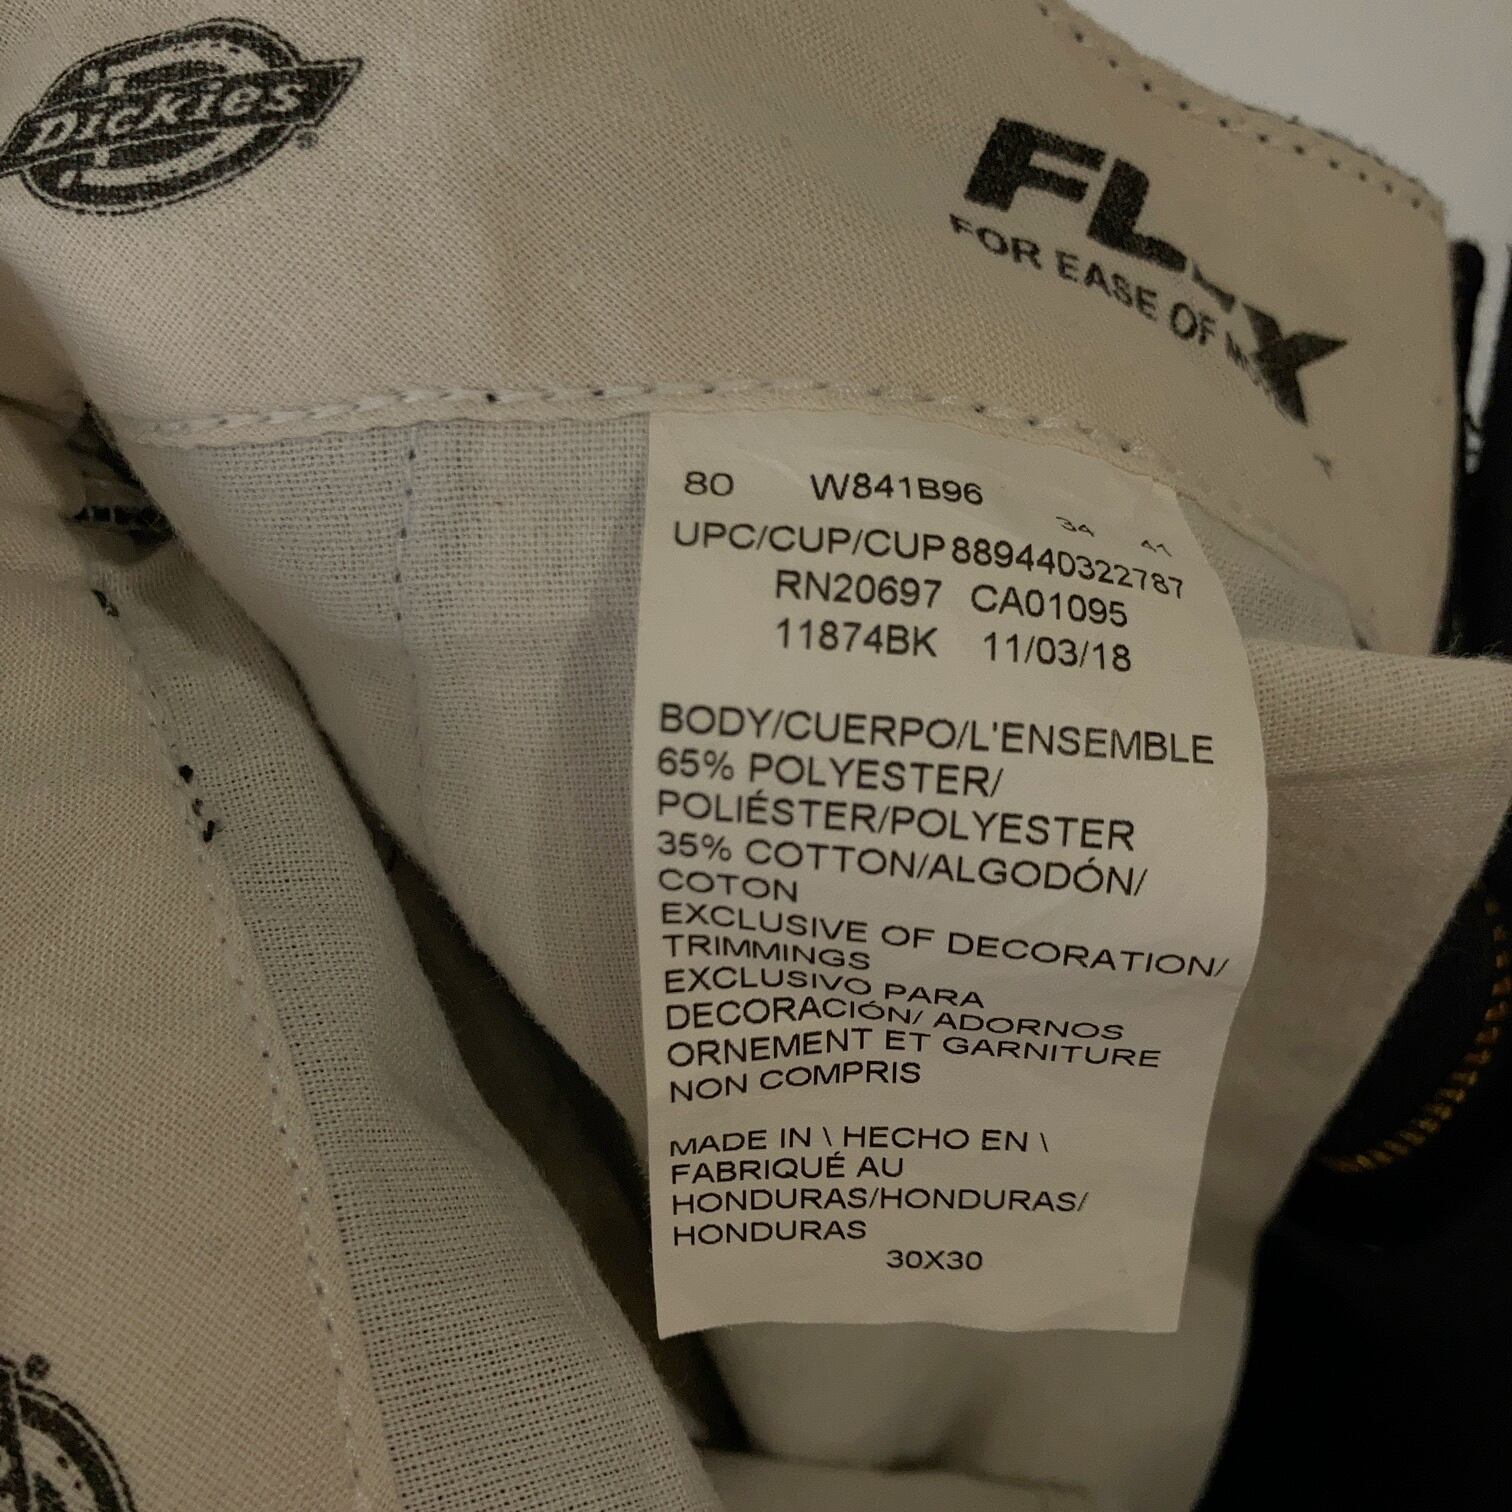 Dickies
®
FLEX
FOR EASE OF
80 W841B96
34
UPC/CUP/CUP 889440322787
RN20697 CA01095
11874BK 11/03/18
BODY/CUERPO/L'ENSEMBLE
65% POLYESTER/
POLIÉSTER/POLYESTER
35% COTTON/ALGODÓN/
COTON
EXCLUSIVE OF DECORATION/
TRIMMINGS
EXCLUSIVO PARA
DECORACIÓN/ ADORNOS
ORNEMENT ET GARNITURE
NON COMPRIS
MADE IN \ HECHO EN \
FABRIQUÉ AU
HONDURAS/HONDURAS/
HONDURAS
30X30
®